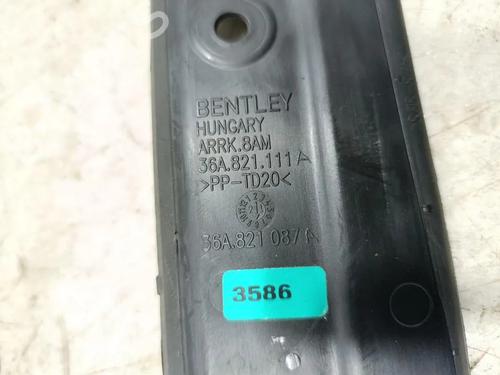 BENTLEY
HUNGARY
ARRK.8AM
36A.821.111 A
>PP-TD20<
36A.821 087 A
3586